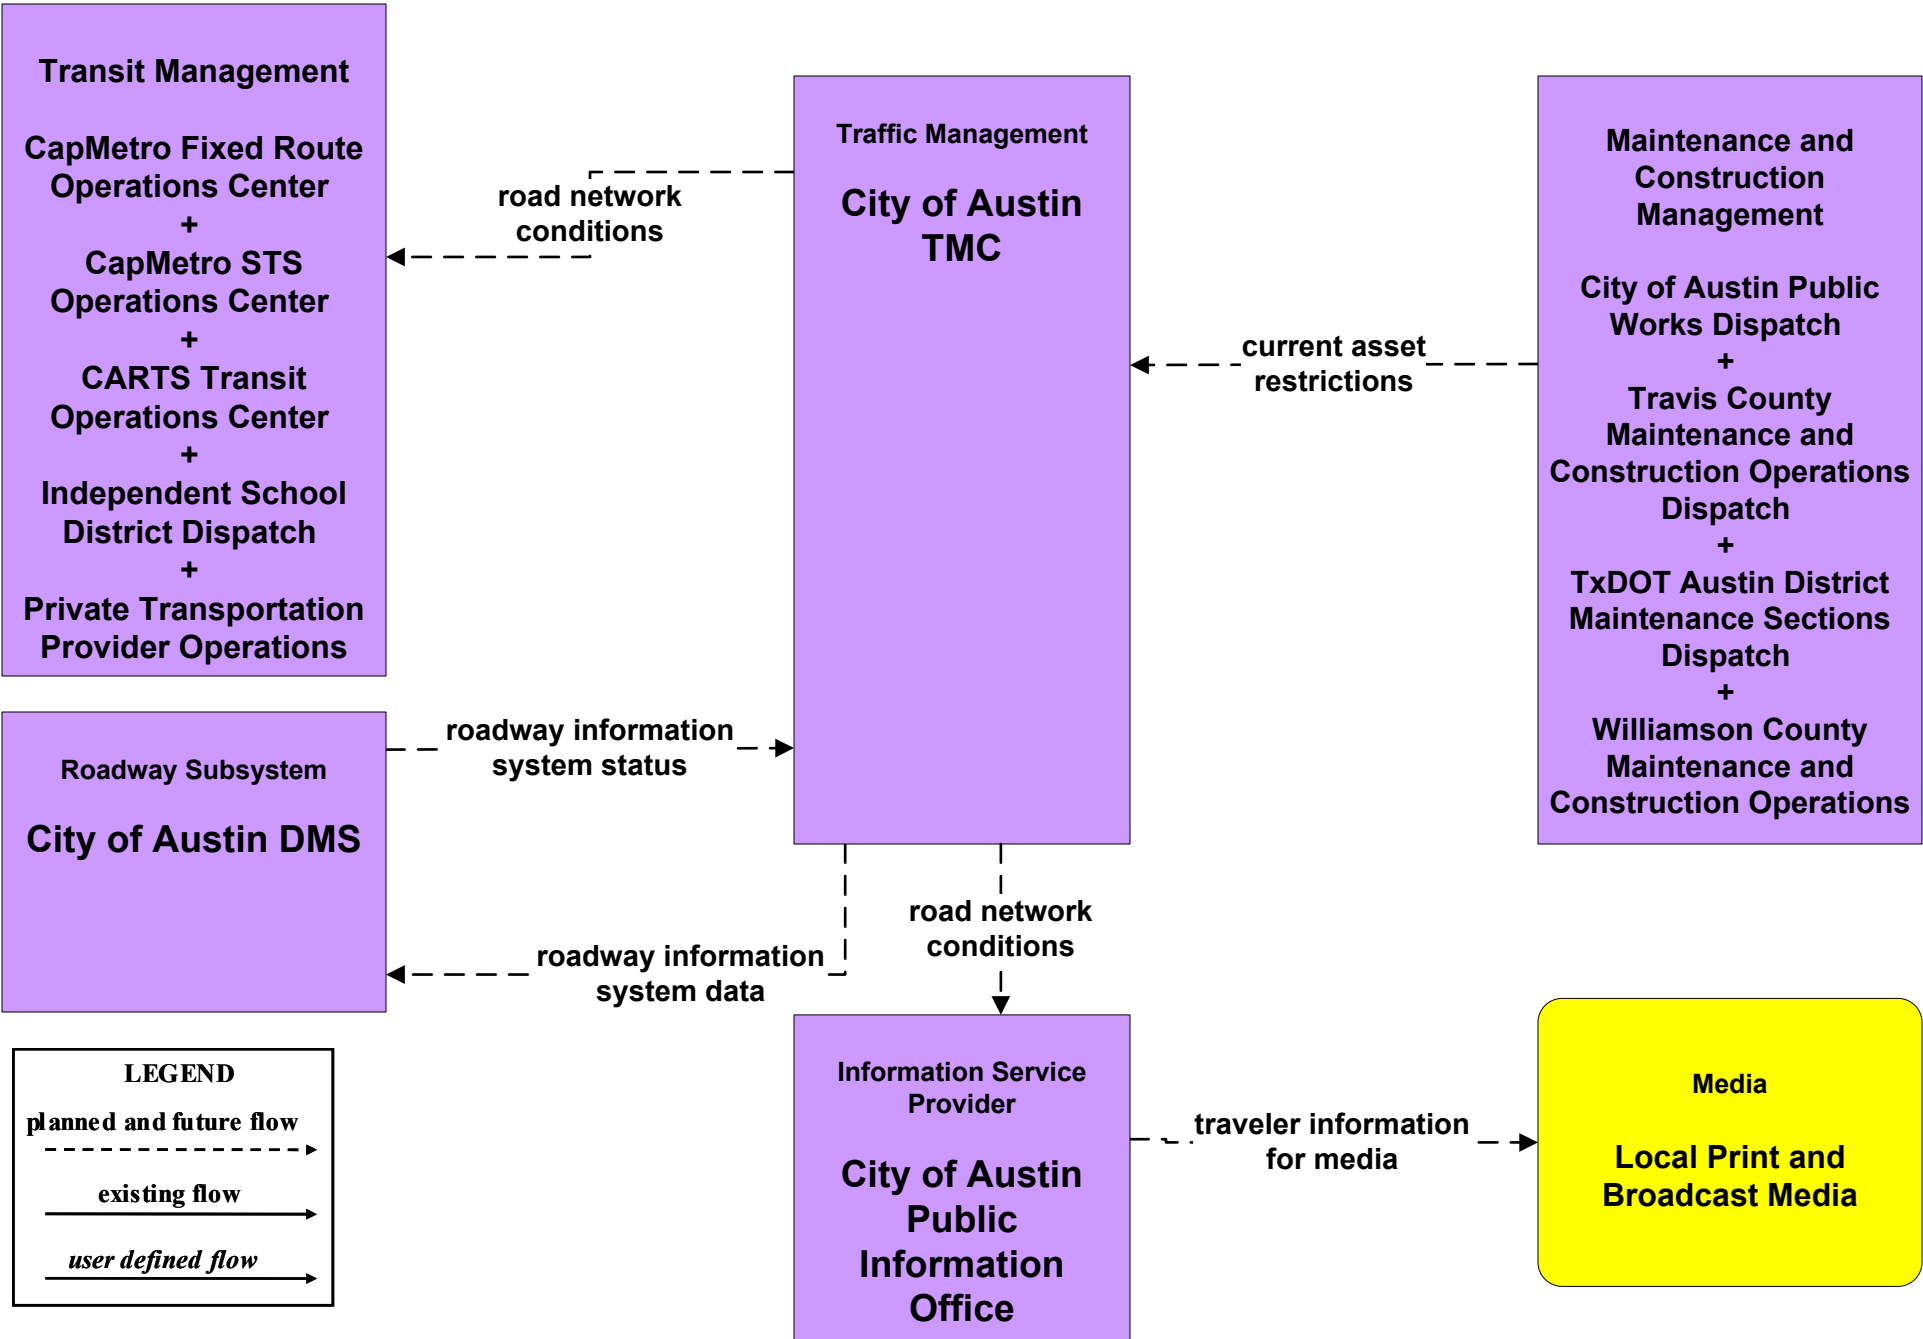 Transit Management
CapMetro Fixed Route
Operations Center
+
CapMetro STS
Operations Center
+
CARTS Transit
Operations Center
+
Independent School
District Dispatch
+
Private Transportation
Provider Operations
road network
conditions
Traffic Management
City of Austin
TMC
current asset
restrictions
Maintenance and
Construction
Management
City of Austin Public
Works Dispatch
+
Travis County
Maintenance and
Construction Operations
Dispatch
+
TxDOT Austin District
Maintenance Sections
Dispatch
+
Williamson County
Maintenance and
Construction Operations
Roadway Subsystem
City of Austin DMS
roadway information
system status
roadway information
system data
road network
conditions
LEGEND
planned and future flow
existing flow
user defined flow
Information Service
Provider
City of Austin
Public
Information
Office
traveler information
for media
Media
Local Print and
Broadcast Media